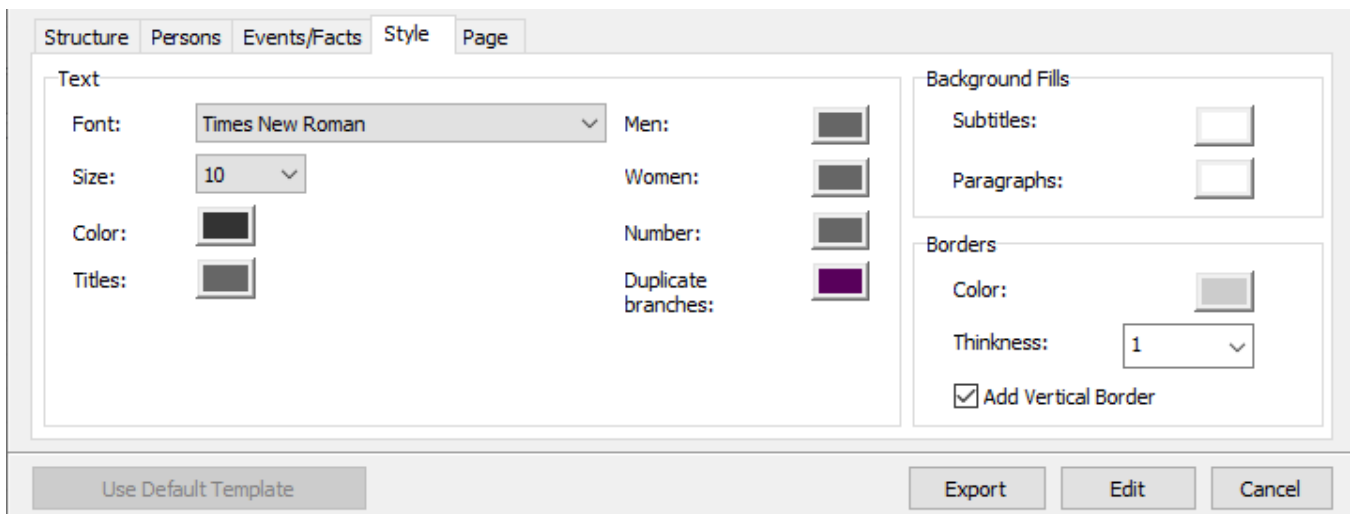 Structure Persons Events/Facts Style Page
Text
Font: Times New Roman
Size: 10
Color:
Titles:
Men:
Women:
Number:
Duplicate
branches:
Background Fills
Subtitles:
Paragraphs:
Borders
Color:
Thinkness: 1
Add Vertical Border
Use Default Template Export Edit Cancel